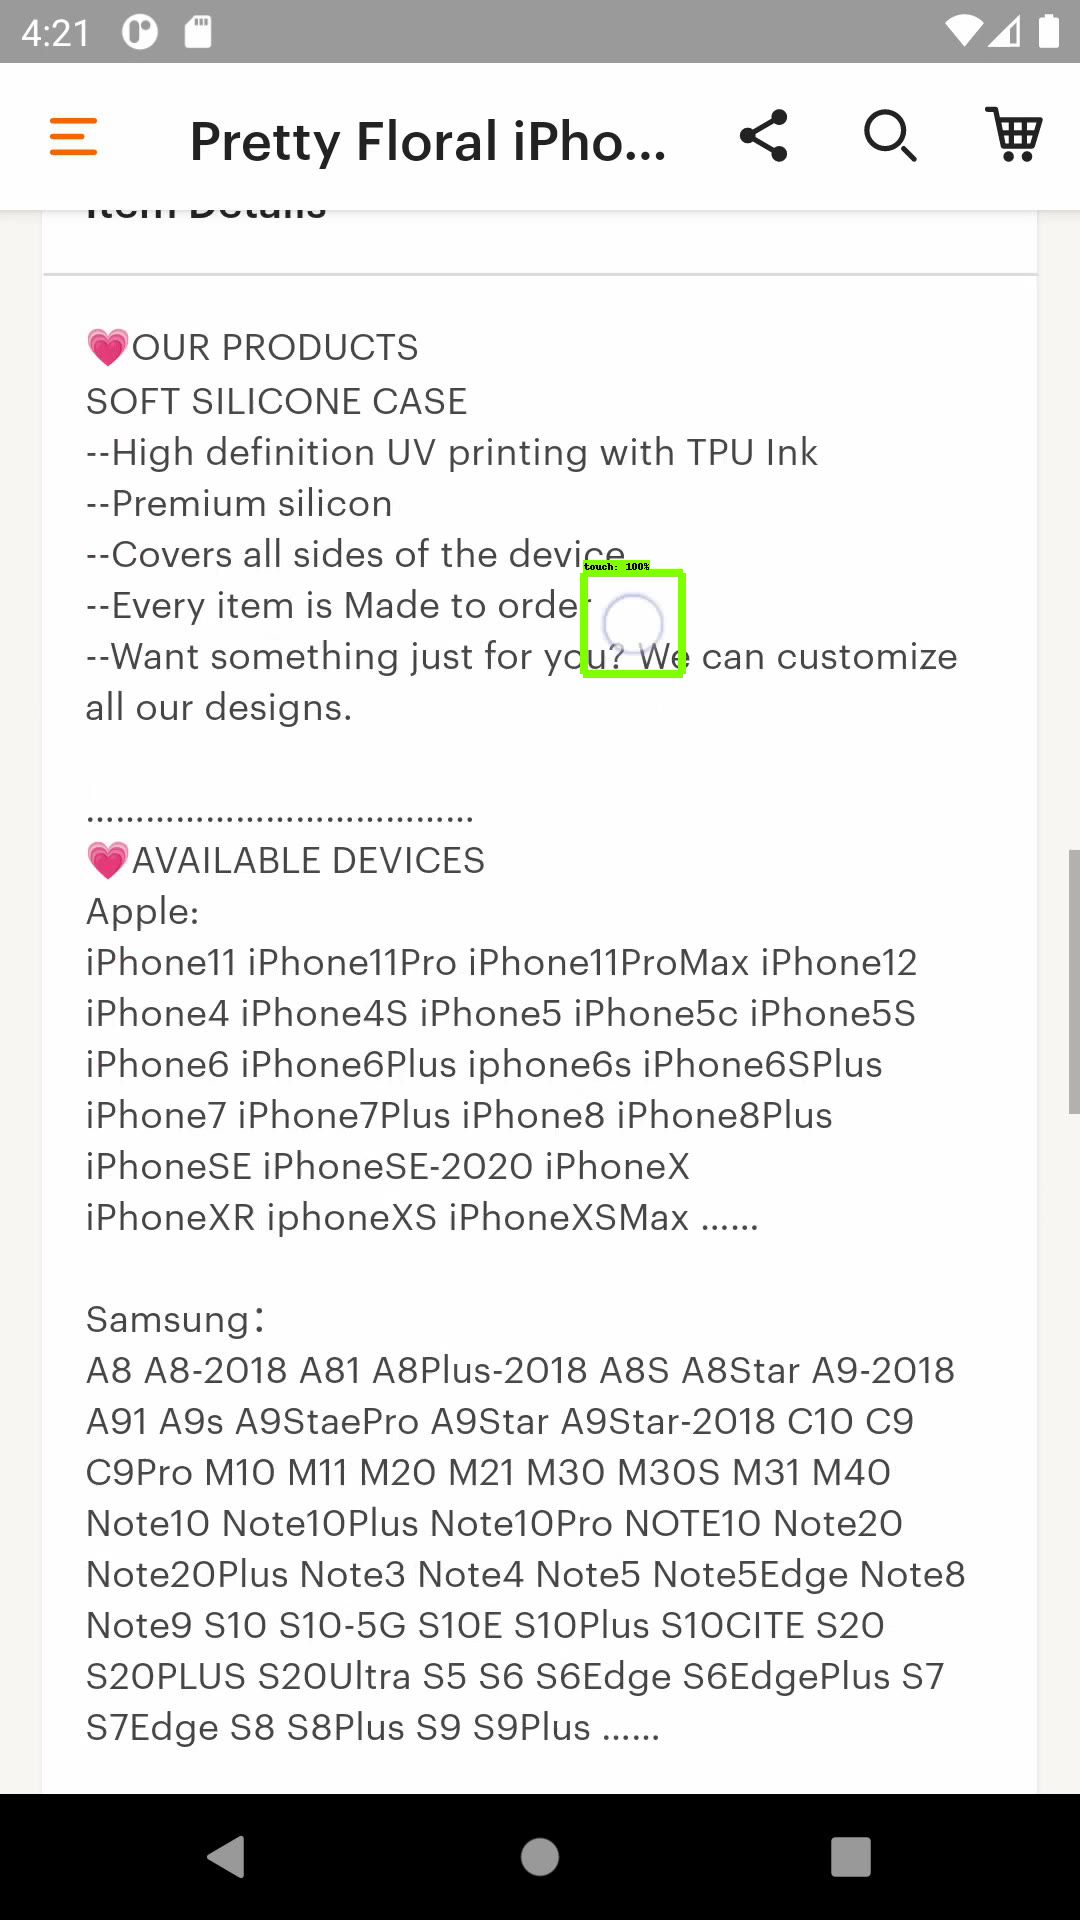 4:21
Pretty Floral iPho...
Item Details
💗OUR PRODUCTS
SOFT SILICONE CASE
--High definition UV printing with TPU Ink
--Premium silicon
--Covers all sides of the device
touch: 100%
--Every item is Made to order
--Want something just for you? We can customize
all our designs.
.......................................
💗AVAILABLE DEVICES
Apple:
iPhone11 iPhone11Pro iPhone11ProMax iPhone12
iPhone4 iPhone4S iPhone5 iPhone5c iPhone5S
iPhone6 iPhone6Plus iphone6s iPhone6SPlus
iPhone7 iPhone7Plus iPhone8 iPhone8Plus
iPhoneSE iPhoneSE-2020 iPhoneX
iPhoneXR iphoneXS iPhoneXSMax ......
Samsung：
A8 A8-2018 A81 A8Plus-2018 A8S A8Star A9-2018
A91 A9s A9StaePro A9Star A9Star-2018 C10 C9
C9Pro M10 M11 M20 M21 M30 M30S M31 M40
Note10 Note10Plus Note10Pro NOTE10 Note20
Note20Plus Note3 Note4 Note5 Note5Edge Note8
Note9 S10 S10-5G S10E S10Plus S10CITE S20
S20PLUS S20Ultra S5 S6 S6Edge S6EdgePlus S7
S7Edge S8 S8Plus S9 S9Plus ......